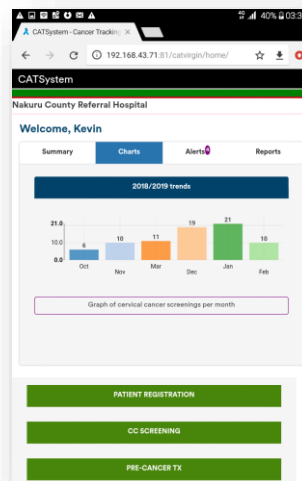 40% 03:3
CATSystem - Cancer Tracking
192.168.43.71:81/catvirgin/home/
CATSystem
Nakuru County Referral Hospital
Welcome, Kevin
Summary Charts Alerts Reports
2018/2019 trends
21.0
10.0
0.0
6 10 11 19 21 10
Oct Nov Mar Dec Jan Feb
Graph of cervical cancer screenings per month
PATIENT REGISTRATION
CC SCREENING
PRE-CANCER TX